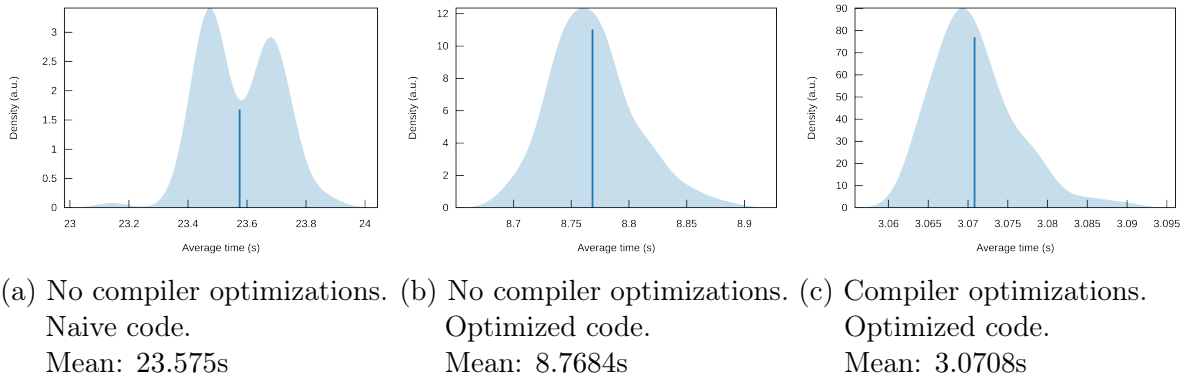 3
2.5
2
1.5
1
0.5
0
Density (a.u.)
23 23.2 23.4 23.6 23.8 24
Average time (s)
12
10
8
6
4
2
0
Density (a.u.)
8.7 8.75 8.8 8.85 8.9
Average time (s)
90
80
70
60
50
40
30
20
10
0
Density (a.u.)
3.06 3.065 3.07 3.075 3.08 3.085 3.09 3.095
Average time (s)
(a) No compiler optimizations.
Naive code.
Mean: 23.575s
(b) No compiler optimizations.
Optimized code.
Mean: 8.7684s
(c) Compiler optimizations.
Optimized code.
Mean: 3.0708s